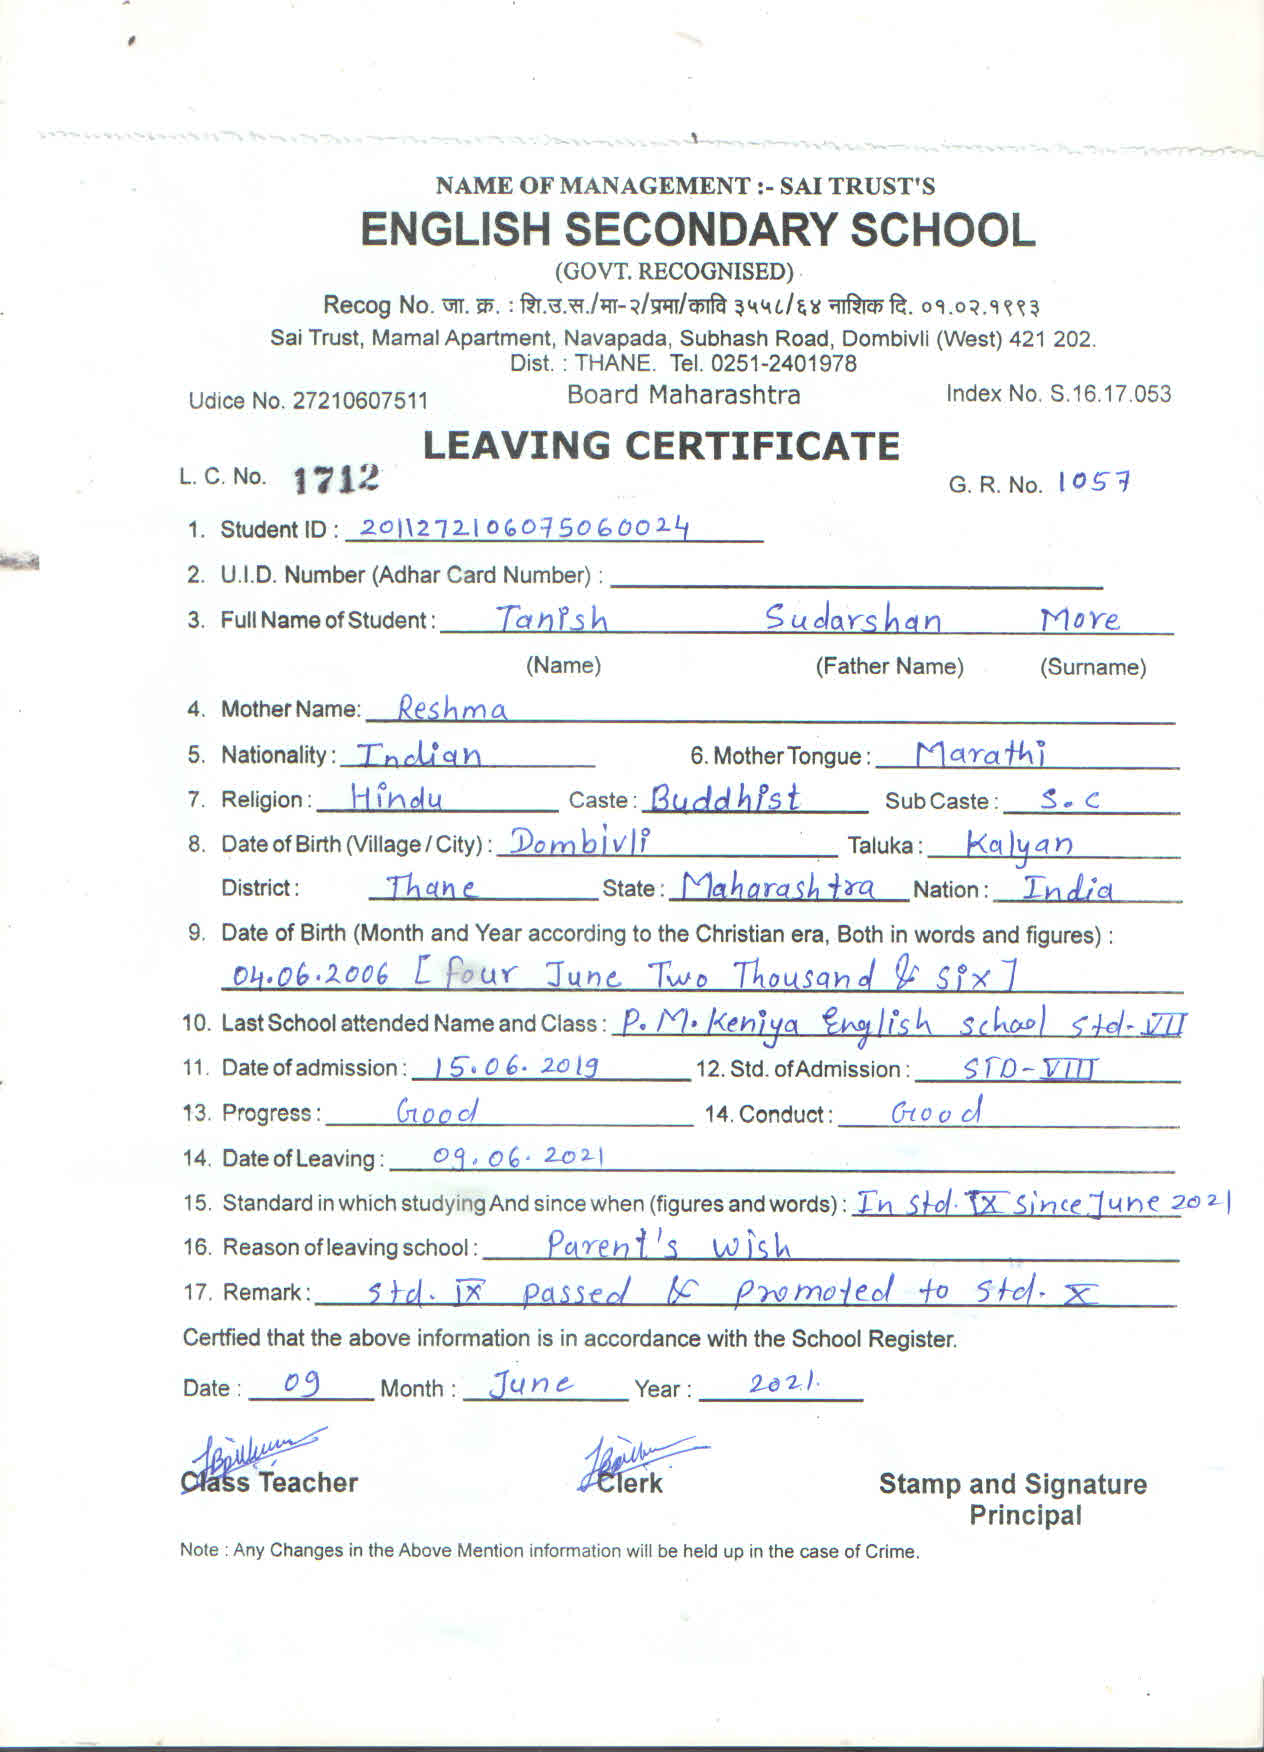 NAME OF MANAGEMENT :- SAI TRUST'S
ENGLISH SECONDARY SCHOOL
(GOVT. RECOGNISED)
Recog No. जा. क्र. : शि.उ.स./मा-२/प्रमा/कावि ३५५८/६४ नाशिक दि. ०१.०२.१९९३
Sai Trust, Mamal Apartment, Navapada, Subhash Road, Dombivli (West) 421 202.
Dist. : THANE. Tel. 0251-2401978
Udice No. 27210607511 Board Maharashtra Index No. S.16.17.053
LEAVING CERTIFICATE
L. C. No. 1712 G. R. No. 1057
1. Student ID : 2011272106075060024
2. U.I.D. Number (Adhar Card Number) :
3. Full Name of Student : Tanish Sudarshan More
(Name) (Father Name) (Surname)
4. Mother Name: Reshma
5. Nationality : Indian 6. Mother Tongue : Marathi
7. Religion : Hindu Caste : Buddhist Sub Caste : S.C
8. Date of Birth (Village / City) : Dombivli Taluka : Kalyan
District : Thane State : Maharashtra Nation : India
9. Date of Birth (Month and Year according to the Christian era, Both in words and figures) :
04.06.2006 [four June Two Thousand & Six]
10. Last School attended Name and Class : P. M. Keniya English school Std-VII
11. Date of admission : 15.06.2019 12. Std. of Admission : STD-VIII
13. Progress : Good 14. Conduct : Good
14. Date of Leaving : 09.06.2021
15. Standard in which studying And since when (figures and words) : In Std. IX Since June 2021
16. Reason of leaving school : Parent's wish
17. Remark : Std. IX passed & promoted to Std. X
Certfied that the above information is in accordance with the School Register.
Date : 09 Month : June Year : 2021.
Class Teacher Clerk Stamp and Signature
Principal
Note : Any Changes in the Above Mention information will be held up in the case of Crime.